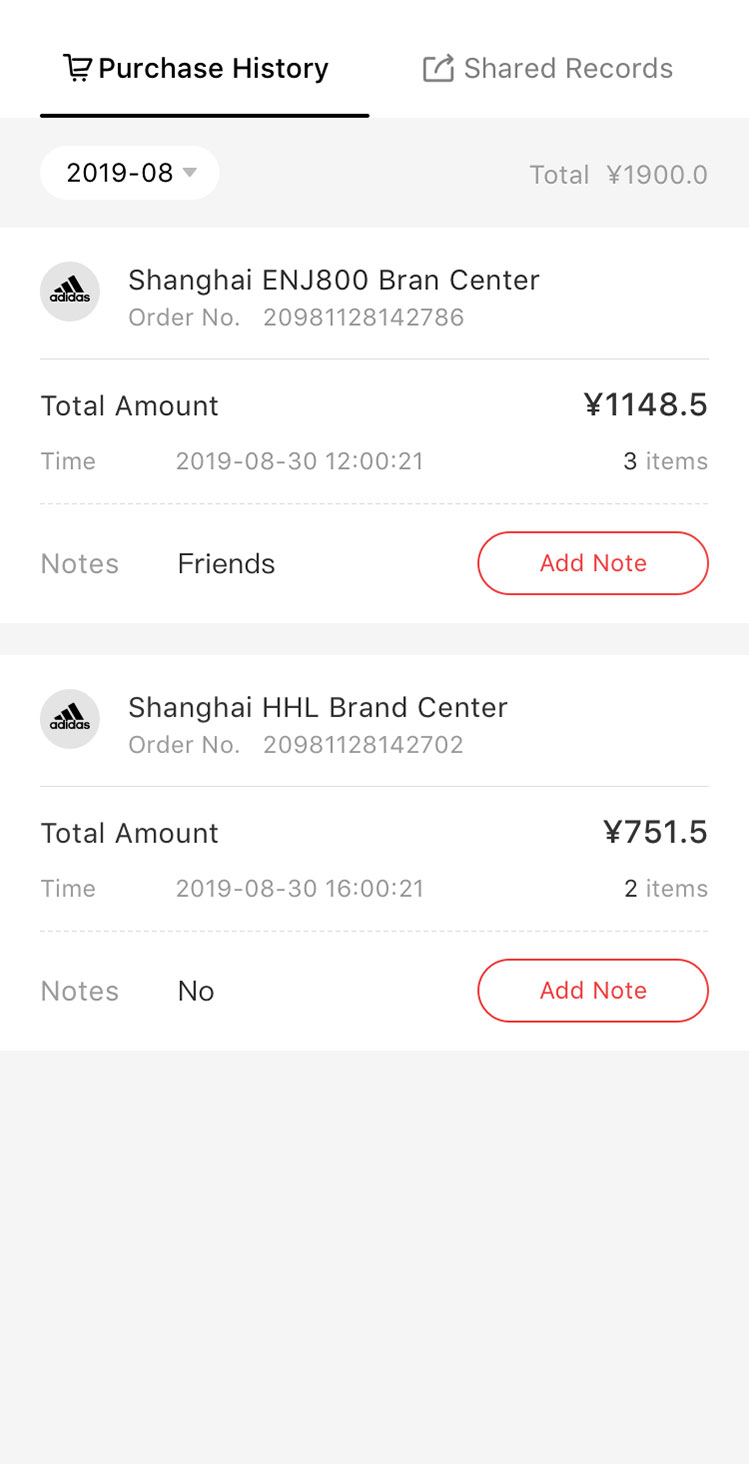 Purchase History Shared Records
2019-08 Total ¥1900.0
adidas Shanghai ENJ800 Bran Center
Order No. 20981128142786
Total Amount ¥1148.5
Time 2019-08-30 12:00:21 3 items
Notes Friends Add Note
adidas Shanghai HHL Brand Center
Order No. 20981128142702
Total Amount ¥751.5
Time 2019-08-30 16:00:21 2 items
Notes No Add Note